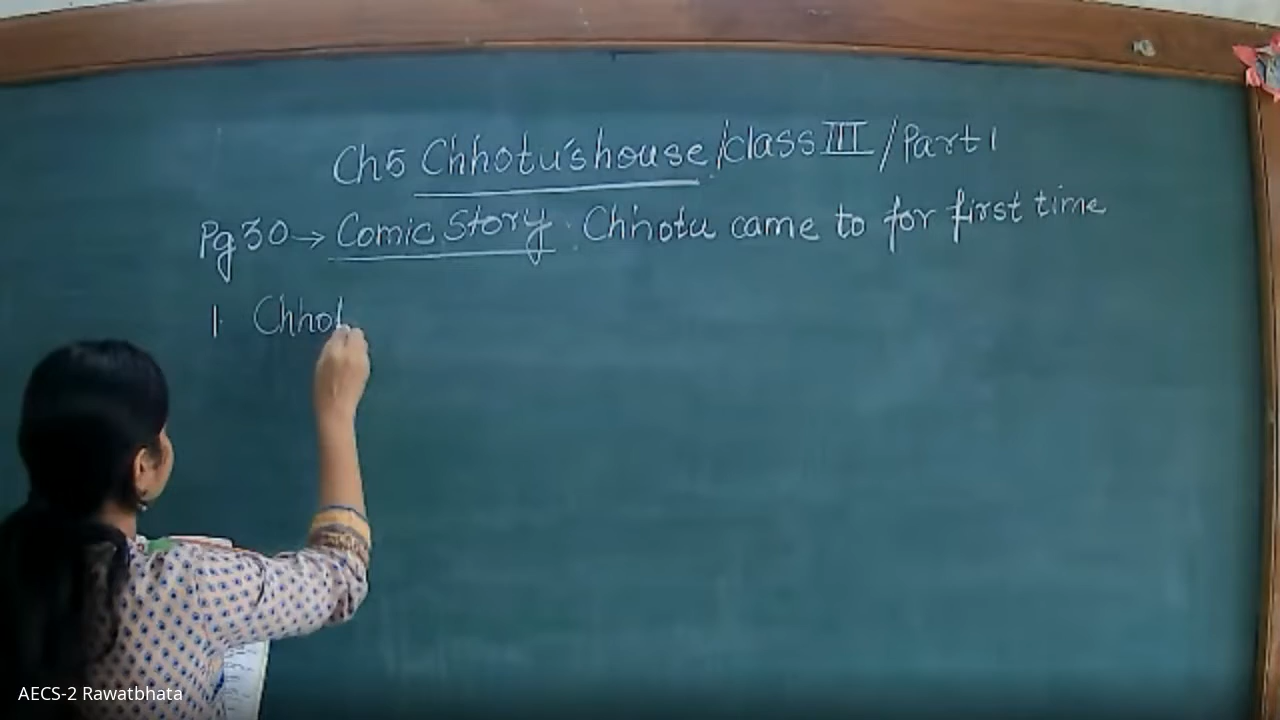 Ch5 Chhotu's house/class III/Part 1
Pg 30→ Comic Story : Chhotu came to for first time
1. Chhot
AECS-2 Rawatbhata